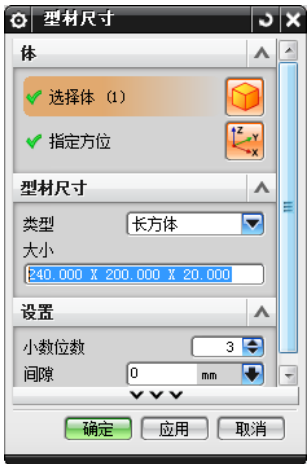 型材尺寸
体
选择体 (1)
指定方位
Z
Y
X
型材尺寸
类型 长方体
大小
240.000 X 200.000 X 20.000
设置
小数位数 3
间隙 0 mm
确定 应用 取消